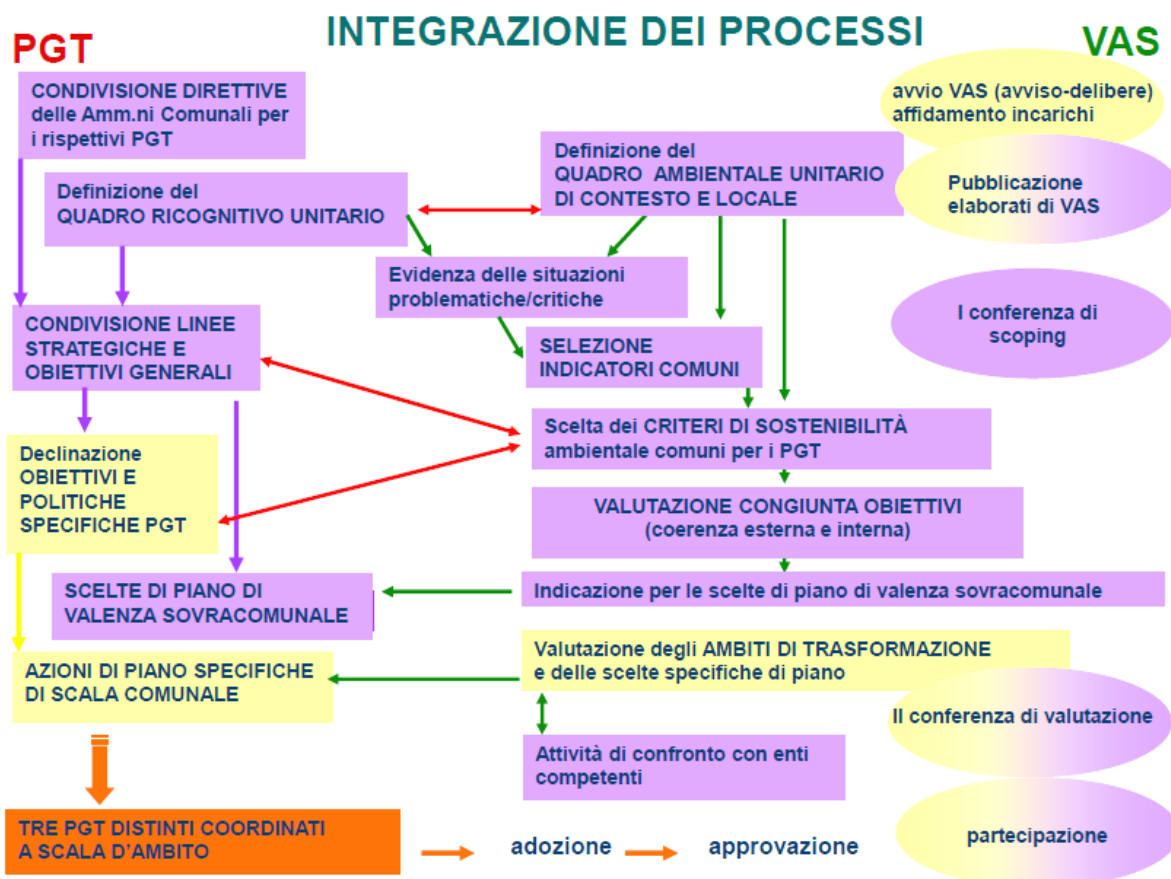 INTEGRAZIONE DEI PROCESSI
PGT
VAS
CONDIVISIONE DIRETTIVE
delle Amm.ni Comunali per
i rispettivi PGT
avvio VAS (avviso-delibere)
affidamento incarichi
Definizione del
QUADRO AMBIENTALE UNITARIO
DI CONTESTO E LOCALE
Definizione del
QUADRO RICOGNITIVO UNITARIO
Pubblicazione
elaborati di VAS
Evidenza delle situazioni
problematiche/critiche
CONDIVISIONE LINEE
STRATEGICHE E
OBIETTIVI GENERALI
I conferenza di
scoping
SELEZIONE
INDICATORI COMUNI
Scelta dei CRITERI DI SOSTENIBILITÀ
ambientale comuni per i PGT
Declinazione
OBIETTIVI E
POLITICHE
SPECIFICHE PGT
VALUTAZIONE CONGIUNTA OBIETTIVI
(coerenza esterna e interna)
SCELTE DI PIANO DI
VALENZA SOVRACOMUNALE
Indicazione per le scelte di piano di valenza sovracomunale
AZIONI DI PIANO SPECIFICHE
DI SCALA COMUNALE
Valutazione degli AMBITI DI TRASFORMAZIONE
e delle scelte specifiche di piano
II conferenza di valutazione
Attività di confronto con enti
competenti
TRE PGT DISTINTI COORDINATI
A SCALA D'AMBITO
adozione
approvazione
partecipazione